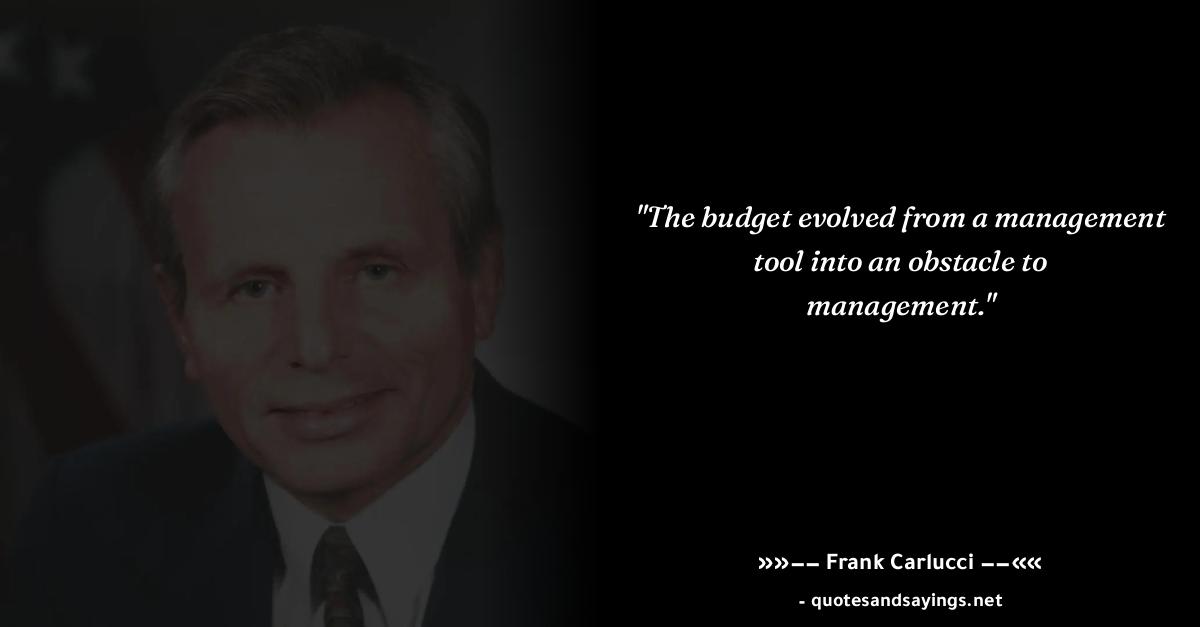 "The budget evolved from a management
tool into an obstacle to
management."
»»–– Frank Carlucci ––««
- quotesandsayings.net